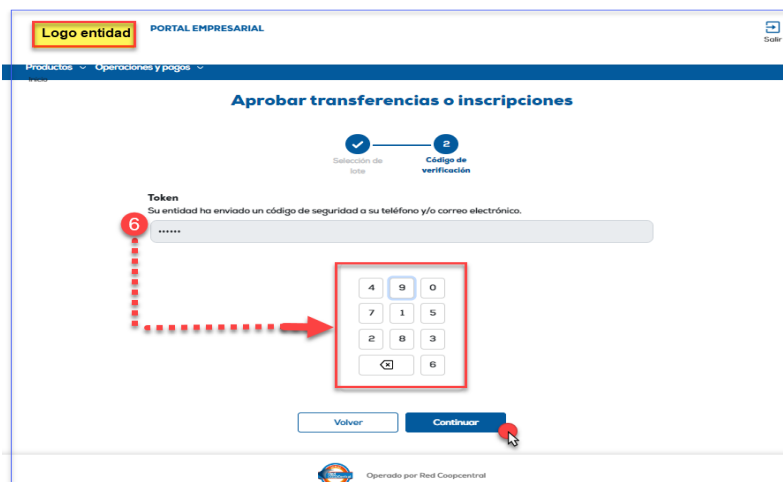 Logo entidad
PORTAL EMPRESARIAL
Salir
Productos Operaciones y pagos
Inicio
Aprobar transferencias o inscripciones
2
Selección de lote
Código de verificación
Token
Su entidad ha enviado un código de seguridad a su teléfono y/o correo electrónico.
6
••••••
4 9 0
7 1 5
2 8 3
6
Volver Continuar
Operado por Red Coopcentral